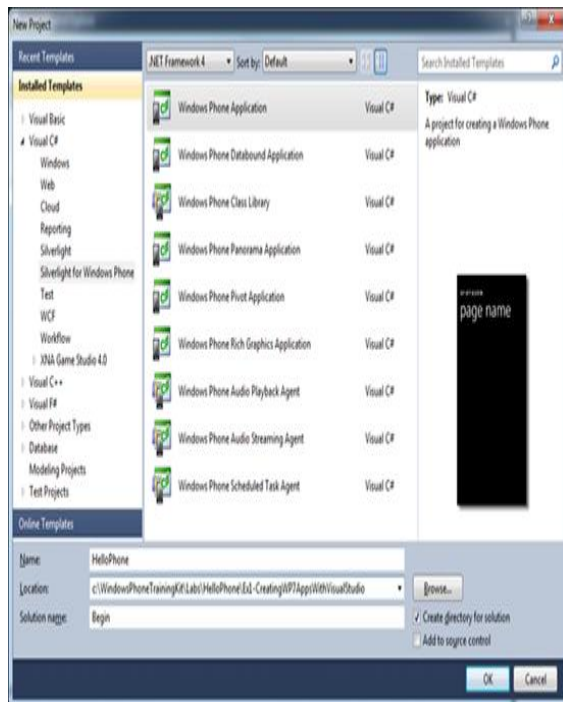 New Project
Recent Templates
.NET Framework 4
Sort by: Default
Search Installed Templates
Installed Templates
Visual Basic
Visual C#
Windows
Web
Cloud
Reporting
Silverlight
Silverlight for Windows Phone
Test
WCF
Workflow
XNA Game Studio 4.0
Visual C++
Visual F#
Other Project Types
Database
Modeling Projects
Test Projects
Online Templates
Windows Phone Application Visual C#
Windows Phone Databound Application Visual C#
Windows Phone Class Library Visual C#
Windows Phone Panorama Application Visual C#
Windows Phone Pivot Application Visual C#
Windows Phone Rich Graphics Application Visual C#
Windows Phone Audio Playback Agent Visual C#
Windows Phone Audio Streaming Agent Visual C#
Windows Phone Scheduled Task Agent Visual C#
Type: Visual C#
A project for creating a Windows Phone
application
page name
Name: HelloPhone
Location: c:\WindowsPhoneTrainingKit\Labs\HelloPhone\Ex1-CreatingWP7AppsWithVisualStudio
Browse...
Solution name: Begin
Create directory for solution
Add to source control
OK Cancel